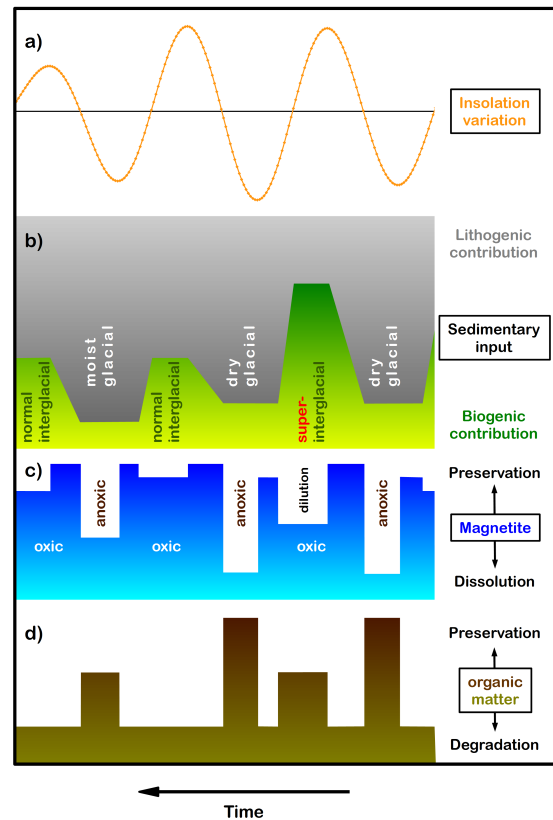 a)
Insolation
variation
b)
Lithogenic
contribution
normal
interglacial
moist
glacial
normal
interglacial
dry
glacial
super-
interglacial
dry
glacial
Sedimentary
input
Biogenic
contribution
c)
anoxic
anoxic
dilution
anoxic
oxic
oxic
oxic
Preservation
Magnetite
Dissolution
d)
Preservation
organic
matter
Degradation
Time